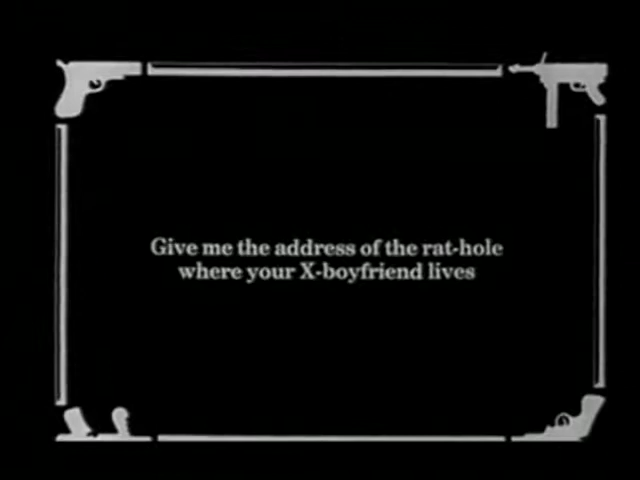 Give me the address of the rat-hole
where your X-boyfriend lives